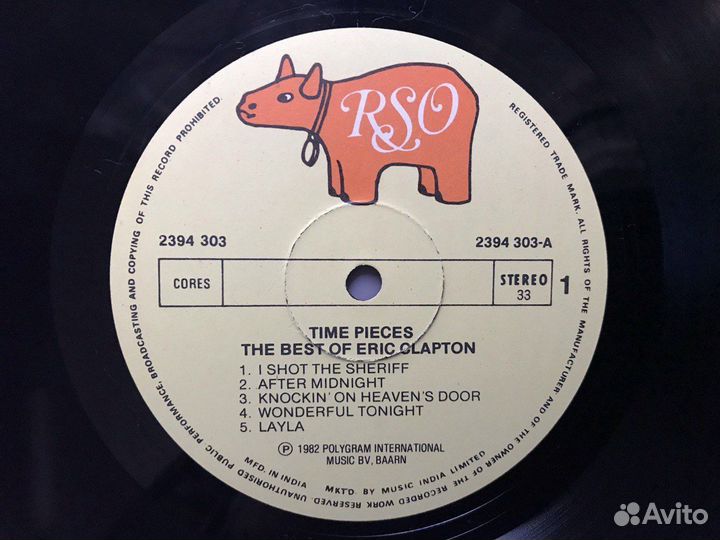 RSO
2394 303
2394 303-A
CORES
STEREO
33
1
TIME PIECES
THE BEST OF ERIC CLAPTON
1. I SHOT THE SHERIFF
2. AFTER MIDNIGHT
3. KNOCKIN' ON HEAVEN'S DOOR
4. WONDERFUL TONIGHT
5. LAYLA
℗ 1982 POLYGRAM INTERNATIONAL
MUSIC BV, BAARN
MFD. IN INDIA
MKT'D. BY MUSIC INDIA LIMITED
REGISTERED TRADE MARK. ALL RIGHTS OF THE MANUFACTURER AND OF THE OWNER OF THE RECORDED WORK RESERVED. UNAUTHORISED PUBLIC PERFORMANCE, BROADCASTING AND COPYING OF THIS RECORD PROHIBITED.
Avito